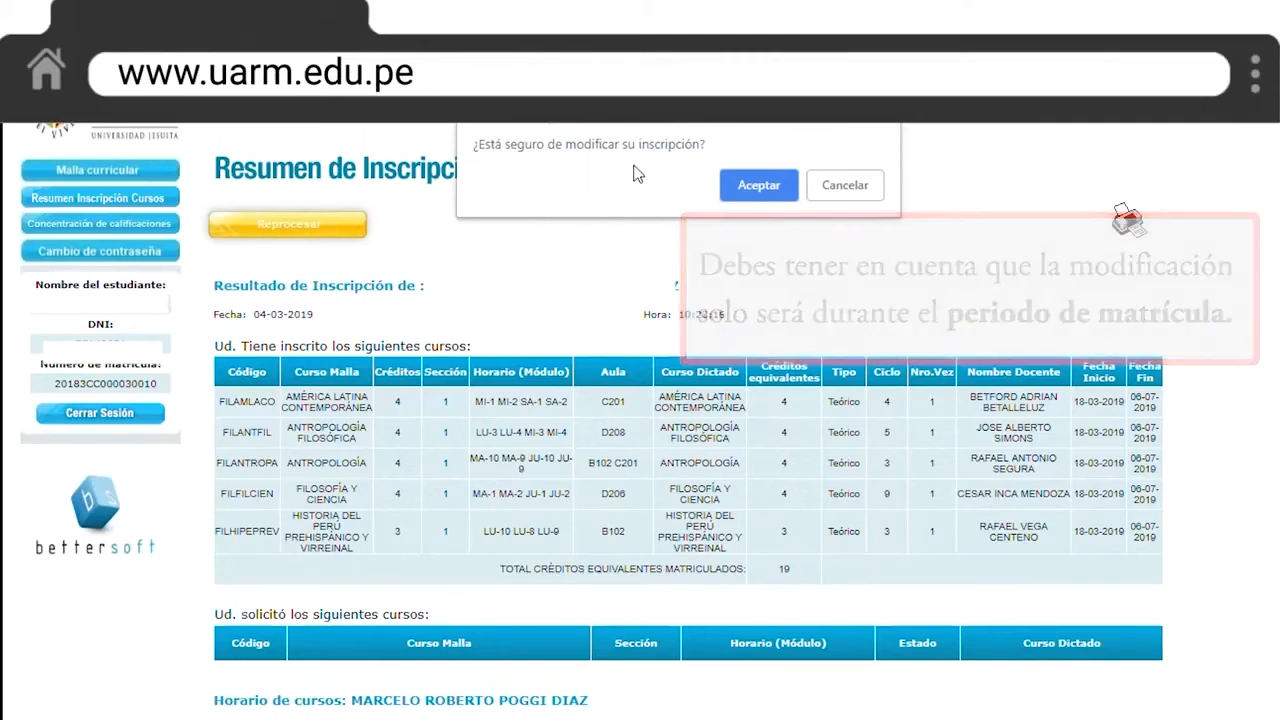 www.uarm.edu.pe
UNIVERSIDAD JESUITA
¿Está seguro de modificar su inscripción?
Aceptar
Cancelar
Malla curricular
Resumen Inscripción Cursos
Concentración de calificaciones
Cambio de contraseña
Nombre del estudiante:
DNI:
Número de matrícula:
20183CC000030010
Cerrar Sesión
bettersoft
Resumen de Inscripci
Reprocesar
Debes tener en cuenta que la modificación
solo será durante el periodo de matrícula.
Resultado de Inscripción de :
Fecha: 04-03-2019 Hora: 10:22:16
Ud. Tiene inscrito los siguientes cursos:
Código Curso Malla Créditos Sección Horario (Módulo) Aula Curso Dictado Créditos equivalentes Tipo Ciclo Nro.Vez Nombre Docente Fecha Inicio Fecha Fin
FILAMLACO AMÉRICA LATINA CONTEMPORÁNEA 4 1 MI-1 MI-2 SA-1 SA-2 C201 AMÉRICA LATINA CONTEMPORÁNEA 4 Teórico 4 1 BETFORD ADRIAN BETALLELUZ 18-03-2019 06-07-2019
FILANTFIL ANTROPOLOGÍA FILOSÓFICA 4 1 LU-3 LU-4 MI-3 MI-4 D208 ANTROPOLOGÍA FILOSÓFICA 4 Teórico 5 1 JOSE ALBERTO SIMONS 18-03-2019 06-07-2019
FILANTROPA ANTROPOLOGÍA 4 1 MA-10 MA-9 JU-10 JU-9 B102 C201 ANTROPOLOGÍA 4 Teórico 3 1 RAFAEL ANTONIO SEGURA 18-03-2019 06-07-2019
FILFILCIEN FILOSOFÍA Y CIENCIA 4 1 MA-1 MA-2 JU-1 JU-2 D206 FILOSOFÍA Y CIENCIA 4 Teórico 9 1 CESAR INCA MENDOZA 18-03-2019 06-07-2019
FILHIPEPREV HISTORIA DEL PERÚ PREHISPÁNICO Y VIRREINAL 3 1 LU-10 LU-8 LU-9 B102 HISTORIA DEL PERÚ PREHISPÁNICO Y VIRREINAL 3 Teórico 3 1 RAFAEL VEGA CENTENO 18-03-2019 06-07-2019
TOTAL CRÉDITOS EQUIVALENTES MATRICULADOS: 19
Ud. solicitó los siguientes cursos:
Código Curso Malla Sección Horario (Módulo) Estado Curso Dictado
Horario de cursos: MARCELO ROBERTO POGGI DIAZ